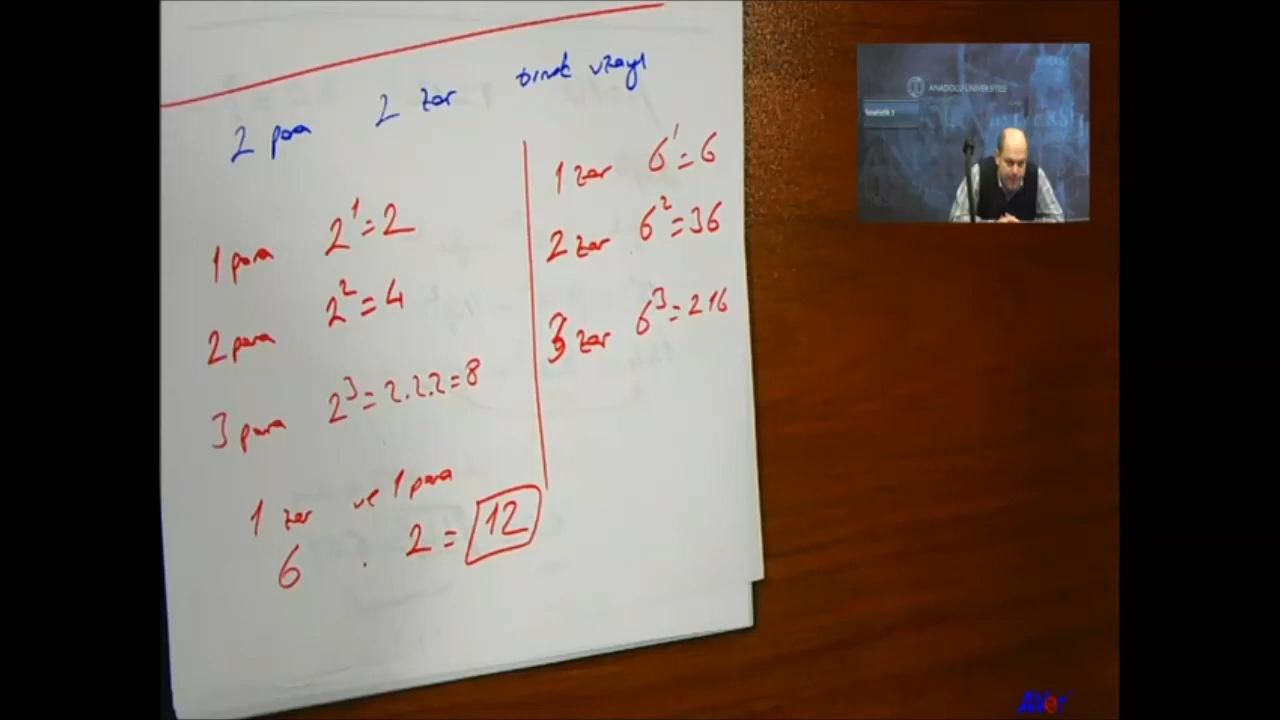 2 para 2 zar örnek uzayı
1 para 2¹=2
2 para 2²=4
3 para 2³=2.2.2=8
1 zar ve 1 para
6 . 2 = 12
1 zar 6¹=6
2 zar 6²=36
3 zar 6³=216
ANADOLU ÜNİVERSİTESİ
AVer